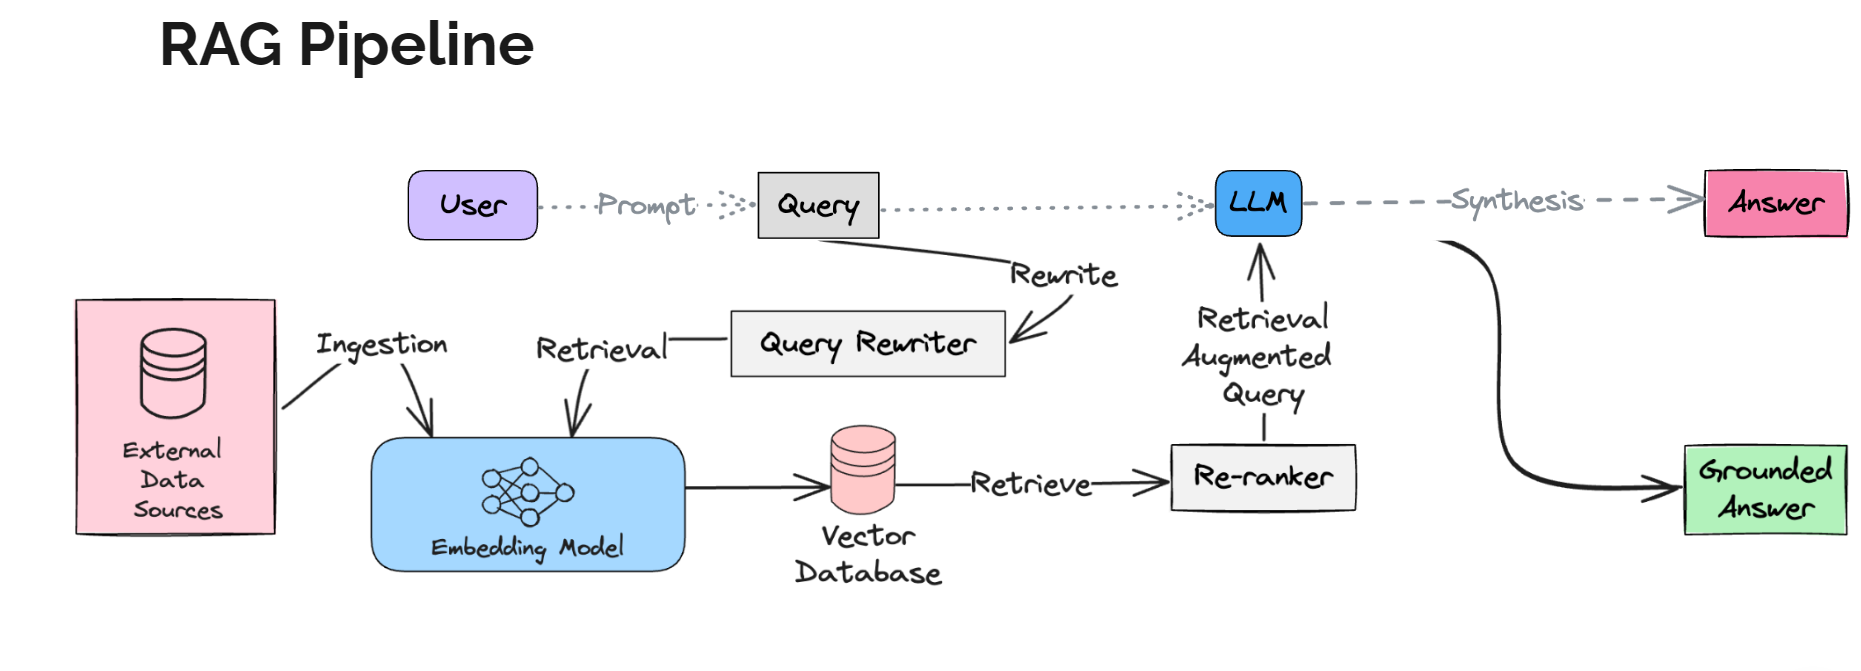 RAG Pipeline
User
Prompt
Query
LLM
Synthesis
Answer
Rewrite
Ingestion
Retrieval
Query Rewriter
Retrieval
Augmented
Query
External
Data
Sources
Embedding Model
Vector
Database
Retrieve
Re-ranker
Grounded
Answer